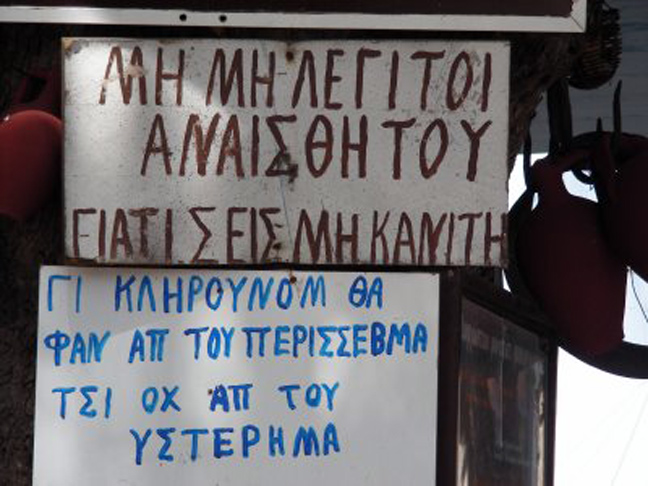 ΜΗ ΜΗ ΛΕΓΙΤΟΙ
ΑΝΑΙΣΘΗΤΟΥ
ΓΙΑΤΙ ΣΕΙΣ ΜΗ ΚΑΝΙΤΗ
ΓΙ ΚΛΗΡΟΥΝΟΜ ΘΑ
ΦΑΝ ΑΠ ΤΟΥ ΠΕΡΙΣΣΕΒΜΑ
ΤΣΙ ΟΧ ΑΠ ΤΟΥ
ΥΣΤΕΡΗΜΑ